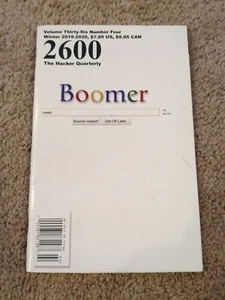 Volume Thirty-Six Number Four
Winter 2019-2020, $7.95 US, $9.95 CAN
2600
The Hacker Quarterly
Boomer
Boomer Search
Get Off Lawn